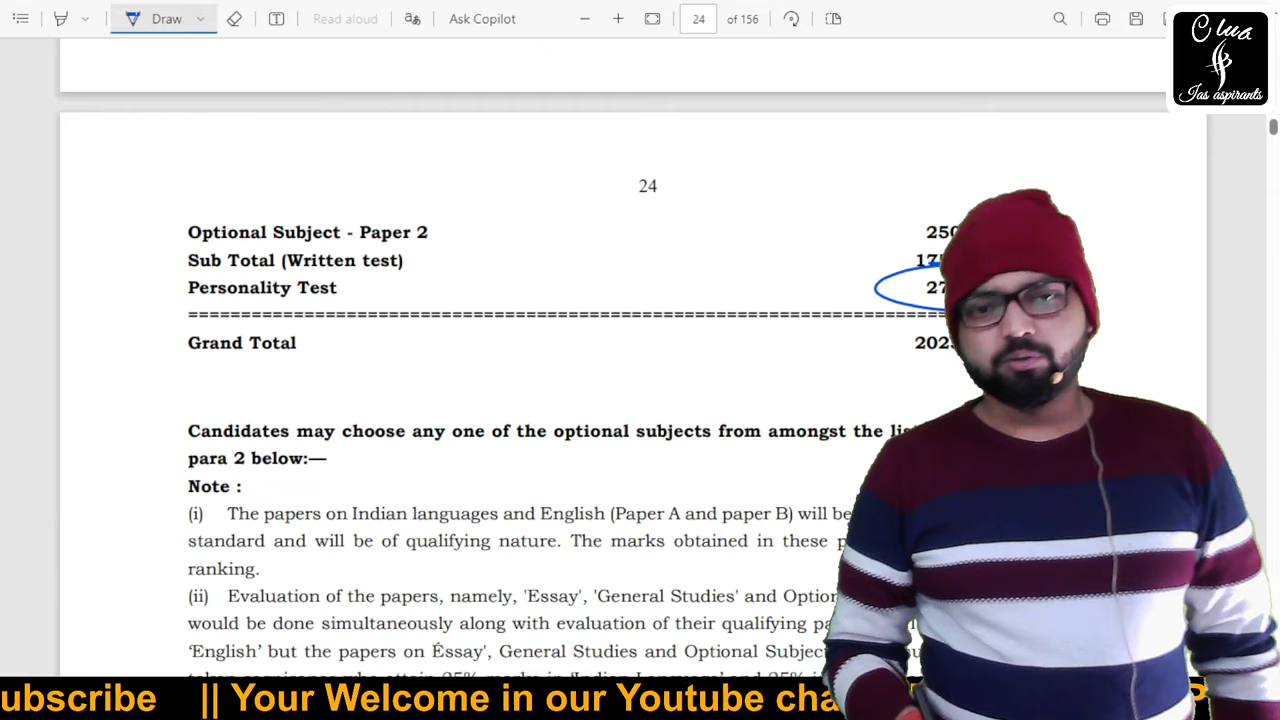 Draw
Read aloud
aあ
Ask Copilot
24
of 156
C lua
Ias aspirants
24
Optional Subject - Paper 2 250
Sub Total (Written test)
Personality Test
Grand Total
Candidates may choose any one of the optional subjects from amongst the
para 2 below:—
Note :
(i) The papers on Indian languages and English (Paper A and paper B) will be
standard and will be of qualifying nature. The marks obtained in these
ranking.
(ii) Evaluation of the papers, namely, 'Essay', 'General Studies' and
would be done simultaneously along with evaluation of their qualifying
'English' but the papers on Éssay', General Studies and Optional
ubscribe || Your Welcome in our Youtube